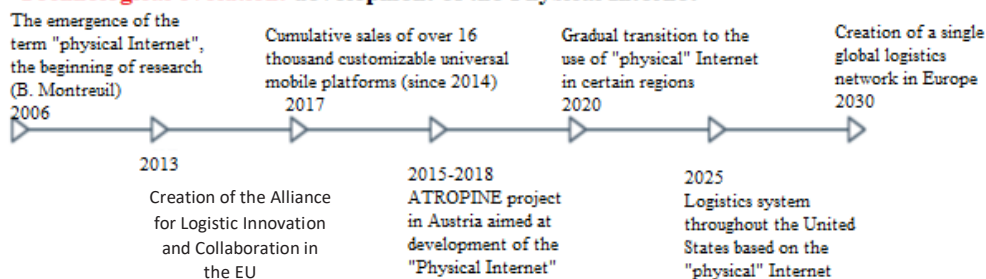 The emergence of the
term "physical Internet",
the beginning of research
(B. Montreuil)
2006
Cumulative sales of over 16
thousand customizable universal
mobile platforms (since 2014)
2017
Gradual transition to the
use of "physical" Internet
in certain regions
2020
Creation of a single
global logistics
network in Europe
2030
2013
Creation of the Alliance
for Logistic Innovation
and Collaboration in
the EU
2015-2018
ATROPINE project
in Austria aimed at
development of the
"Physical Internet"
2025
Logistics system
throughout the United
States based on the
"physical" Internet